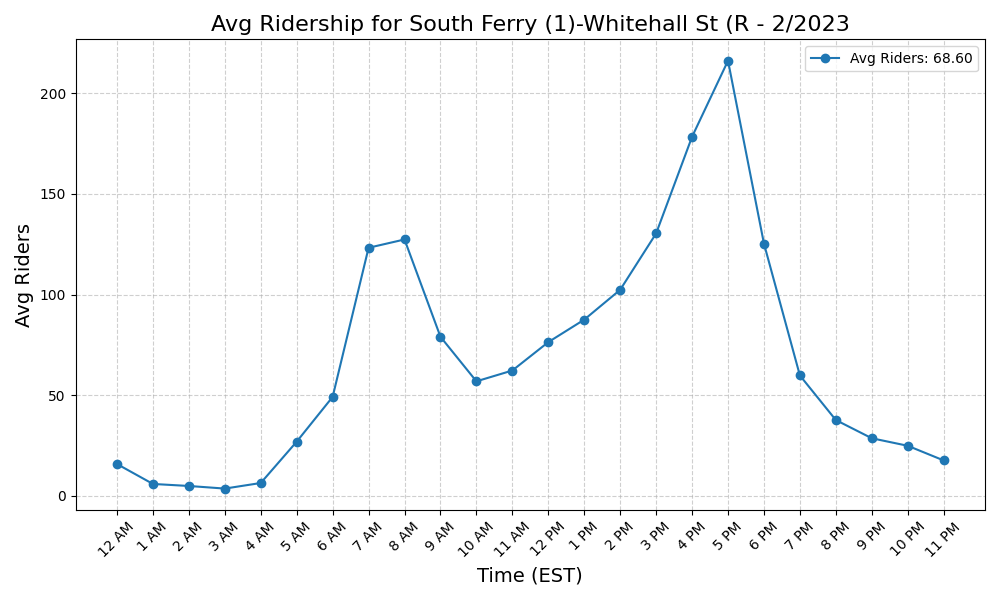 Avg Ridership for South Ferry (1)-Whitehall St (R - 2/2023
Avg Riders: 68.60
Avg Riders
200
150
100
50
0
12 AM
1 AM
2 AM
3 AM
4 AM
5 AM
6 AM
7 AM
8 AM
9 AM
10 AM
11 AM
12 PM
1 PM
2 PM
3 PM
4 PM
5 PM
6 PM
7 PM
8 PM
9 PM
10 PM
11 PM
Time (EST)